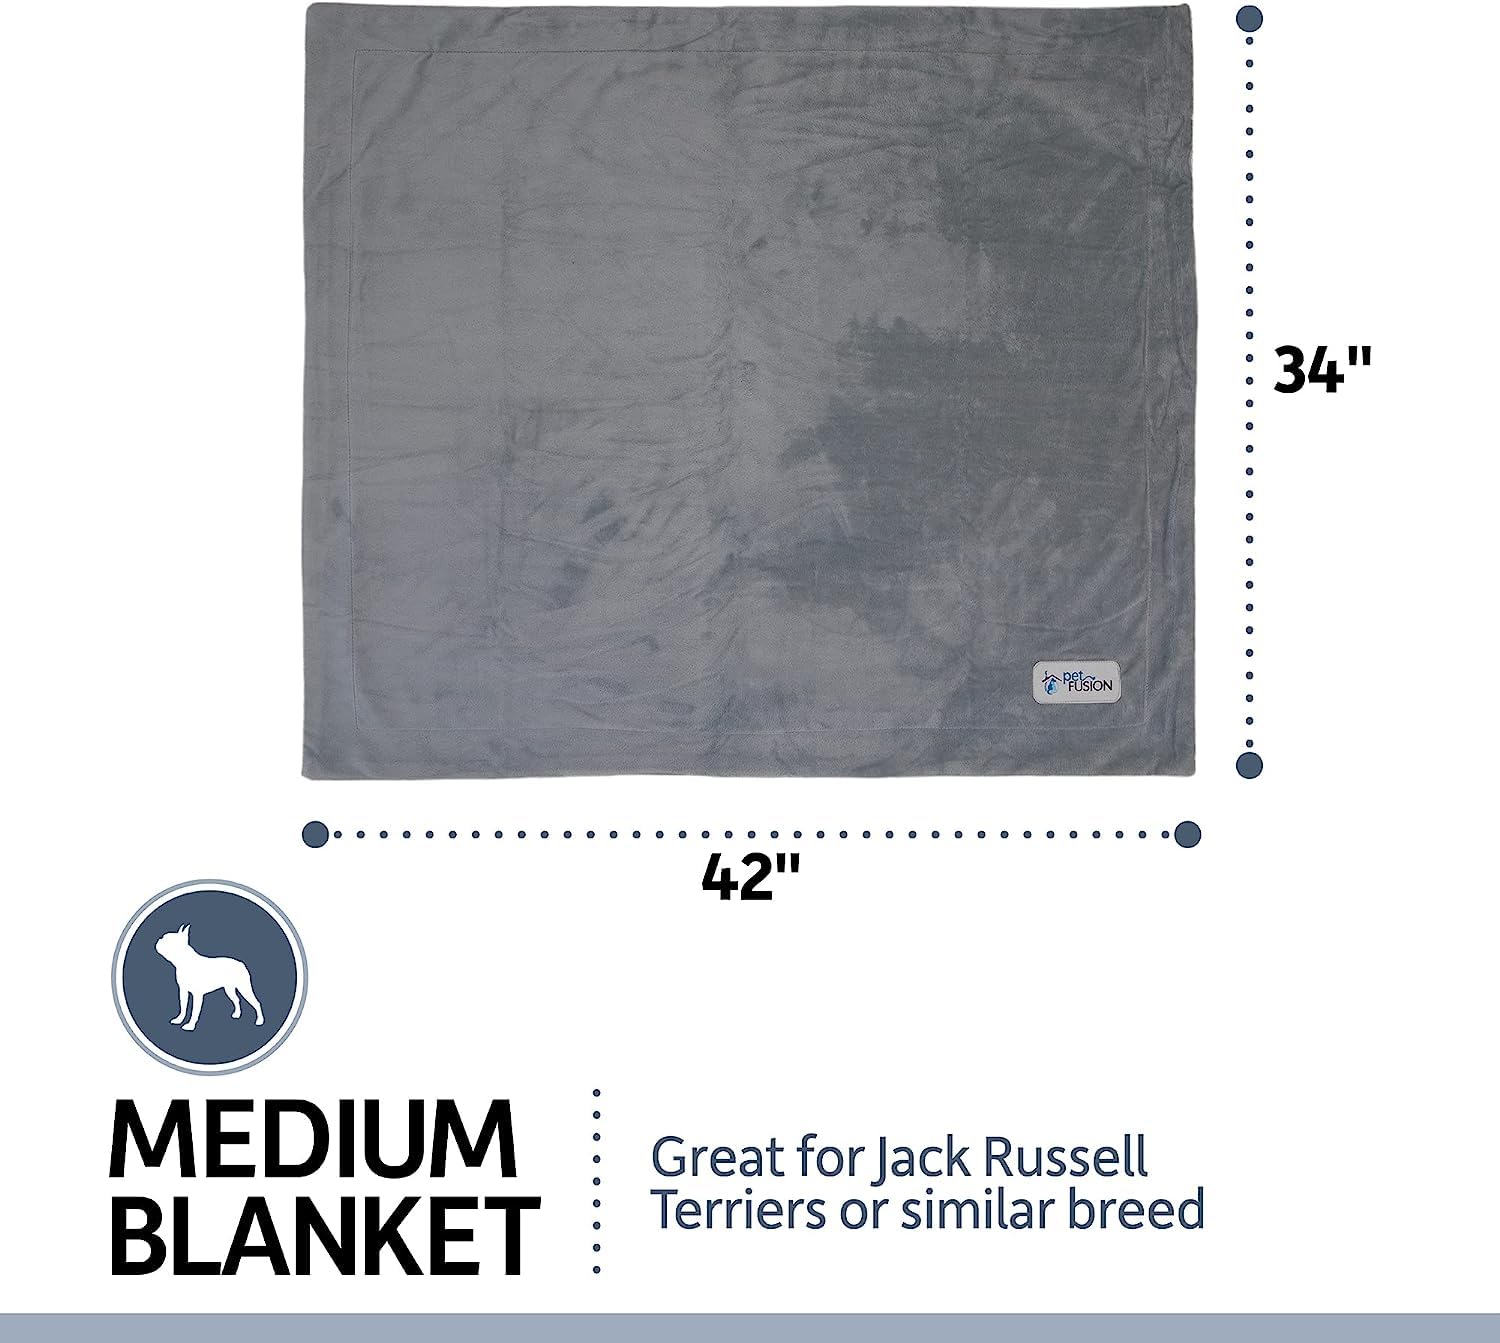 34"
pet
FUSION
42"
MEDIUM
BLANKET
Great for Jack Russell
Terriers or similar breed